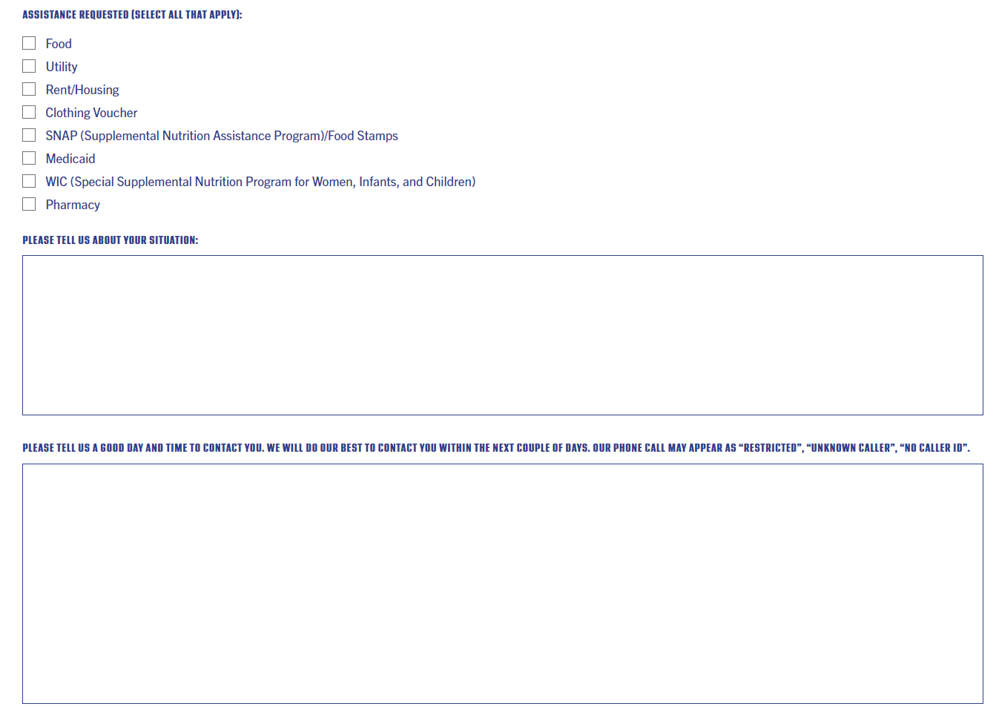 ASSISTANCE REQUESTED (SELECT ALL THAT APPLY):
Food
Utility
Rent/Housing
Clothing Voucher
SNAP (Supplemental Nutrition Assistance Program)/Food Stamps
Medicaid
WIC (Special Supplemental Nutrition Program for Women, Infants, and Children)
Pharmacy
PLEASE TELL US ABOUT YOUR SITUATION:
PLEASE TELL US A GOOD DAY AND TIME TO CONTACT YOU. WE WILL DO OUR BEST TO CONTACT YOU WITHIN THE NEXT COUPLE OF DAYS. OUR PHONE CALL MAY APPEAR AS “RESTRICTED”, “UNKNOWN CALLER”, “NO CALLER ID”.